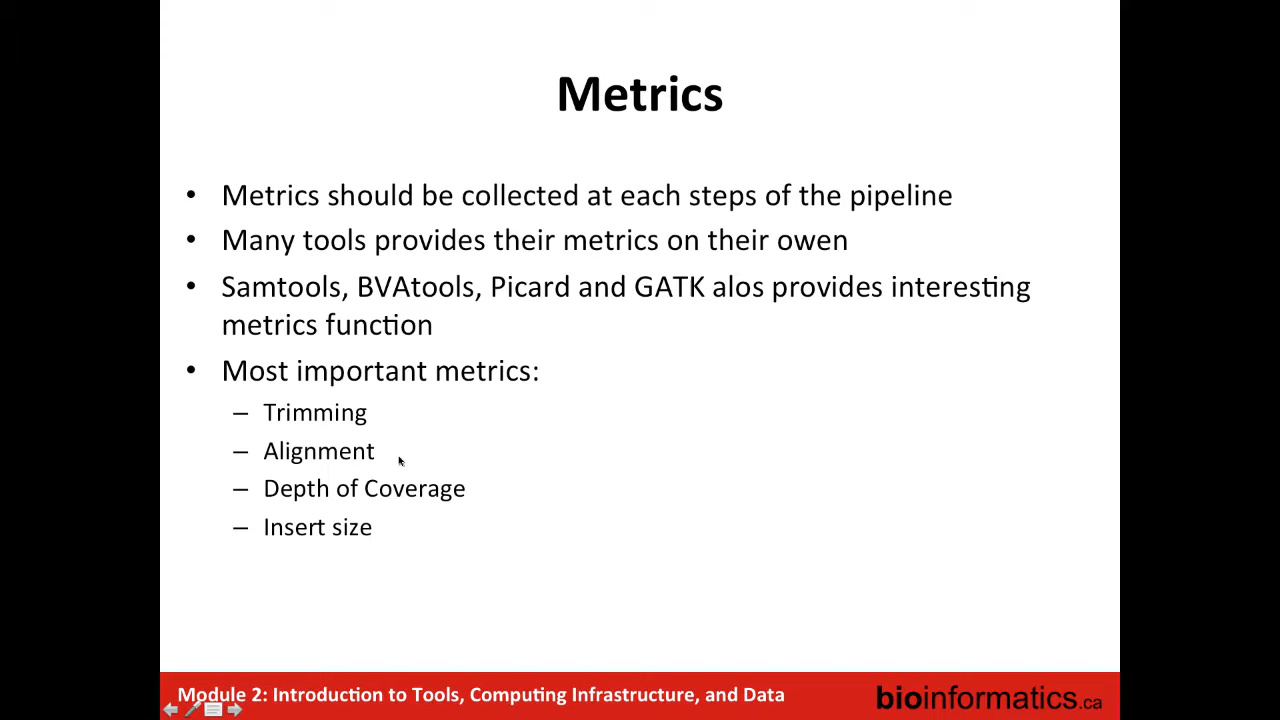 Metrics
• Metrics should be collected at each steps of the pipeline
• Many tools provides their metrics on their owen
• Samtools, BVAtools, Picard and GATK alos provides interesting
metrics function
• Most important metrics:
– Trimming
– Alignment
– Depth of Coverage
– Insert size
Module 2: Introduction to Tools, Computing Infrastructure, and Data
bioinformatics.ca